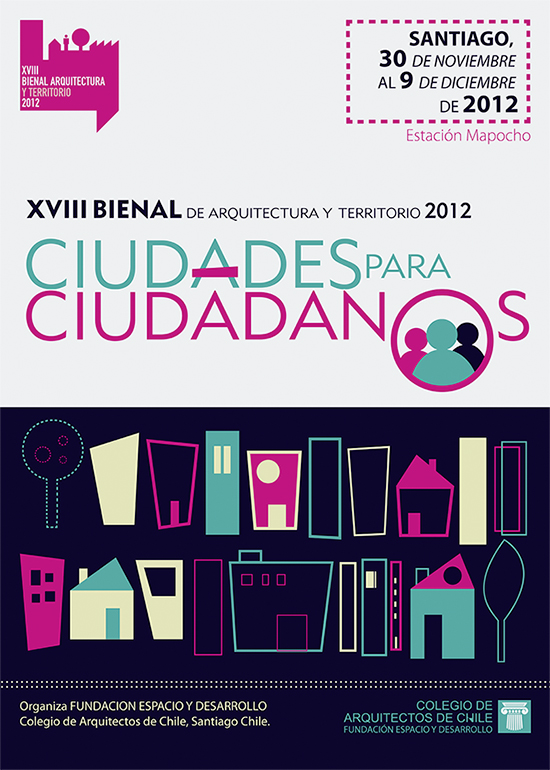 XVIII
BIENAL ARQUITECTURA
Y TERRITORIO
2012
SANTIAGO,
30 DE NOVIEMBRE
AL 9 DE DICIEMBRE
DE 2012
Estación Mapocho
XVIII BIENAL DE ARQUITECTURA Y TERRITORIO 2012
CIUDADES PARA
CIUDADANOS
Organiza FUNDACION ESPACIO Y DESARROLLO
Colegio de Arquitectos de Chile, Santiago Chile.
COLEGIO DE
ARQUITECTOS DE CHILE
FUNDACIÓN ESPACIO Y DESARROLLO